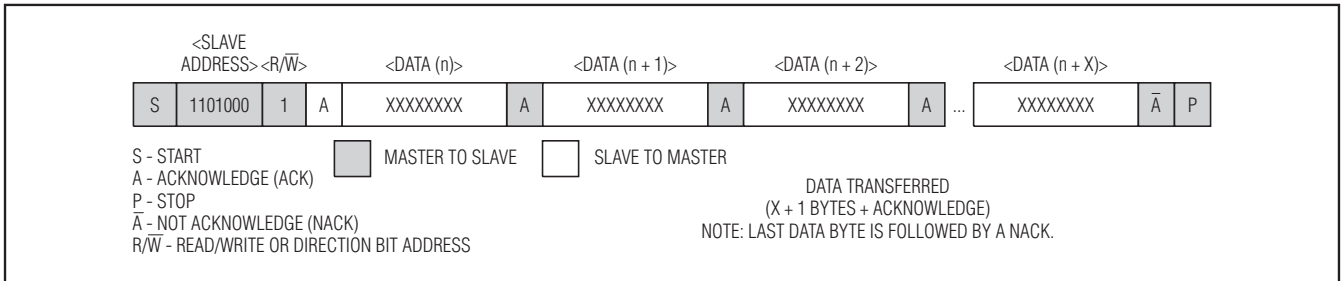 <SLAVE
ADDRESS> <R/W̅> <DATA (n)> <DATA (n + 1)> <DATA (n + 2)> <DATA (n + X)>
S 1101000 1 A XXXXXXXX A XXXXXXXX A XXXXXXXX A ... XXXXXXXX A̅ P
S - START
MASTER TO SLAVE
SLAVE TO MASTER
A - ACKNOWLEDGE (ACK)
P - STOP
A̅ - NOT ACKNOWLEDGE (NACK)
R/W̅ - READ/WRITE OR DIRECTION BIT ADDRESS
DATA TRANSFERRED
(X + 1 BYTES + ACKNOWLEDGE)
NOTE: LAST DATA BYTE IS FOLLOWED BY A NACK.